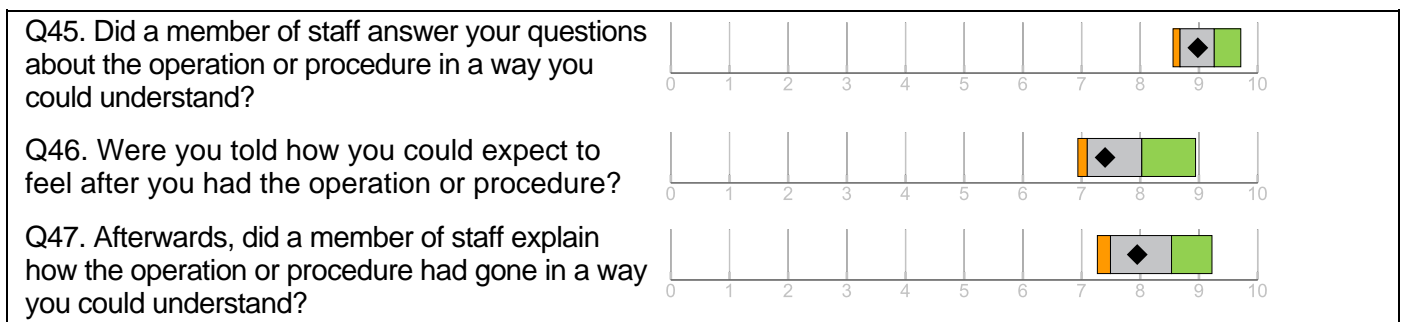 Q45. Did a member of staff answer your questions
about the operation or procedure in a way you
could understand?
0 1 2 3 4 5 6 7 8 9 10
Q46. Were you told how you could expect to
feel after you had the operation or procedure?
0 1 2 3 4 5 6 7 8 9 10
Q47. Afterwards, did a member of staff explain
how the operation or procedure had gone in a way
you could understand?
0 1 2 3 4 5 6 7 8 9 10